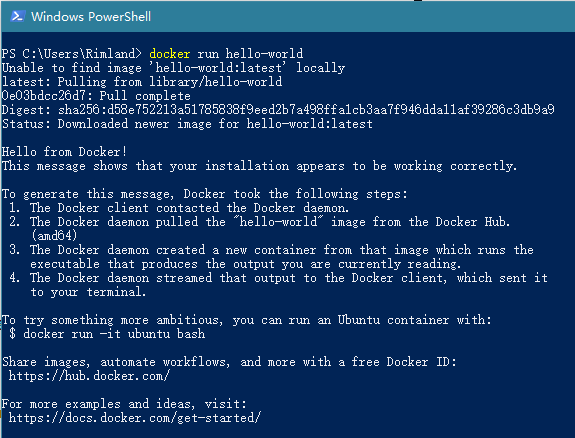 Windows PowerShell
PS C:\Users\Rimland> docker run hello-world
Unable to find image 'hello-world:latest' locally
latest: Pulling from library/hello-world
0e03bdcc26d7: Pull complete
Digest: sha256:d58e752213a51785838f9eed2b7a498ffa1cb3aa7f946dda11af39286c3db9a9
Status: Downloaded newer image for hello-world:latest
Hello from Docker!
This message shows that your installation appears to be working correctly.
To generate this message, Docker took the following steps:
1. The Docker client contacted the Docker daemon.
2. The Docker daemon pulled the "hello-world" image from the Docker Hub.
(amd64)
3. The Docker daemon created a new container from that image which runs the
executable that produces the output you are currently reading.
4. The Docker daemon streamed that output to the Docker client, which sent it
to your terminal.
To try something more ambitious, you can run an Ubuntu container with:
$ docker run -it ubuntu bash
Share images, automate workflows, and more with a free Docker ID:
https://hub.docker.com/
For more examples and ideas, visit:
https://docs.docker.com/get-started/